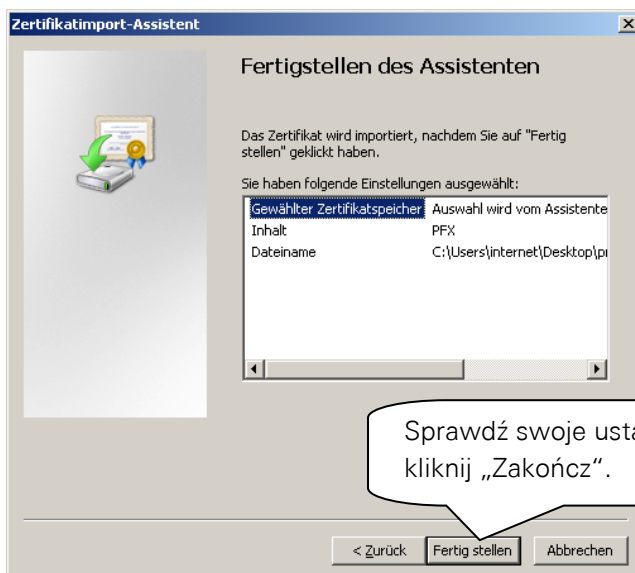 Zertifikatimport-Assistent
Fertigstellen des Assistenten
Das Zertifikat wird importiert, nachdem Sie auf "Fertig
stellen" geklickt haben.
Sie haben folgende Einstellungen ausgewählt:
Gewählter Zertifikatspeicher Auswahl wird vom Assistente
Inhalt PFX
Dateiname C:\Users\internet\Desktop\pr
Sprawdź swoje usta
kliknij „Zakończ“.
< Zurück Fertig stellen Abbrechen